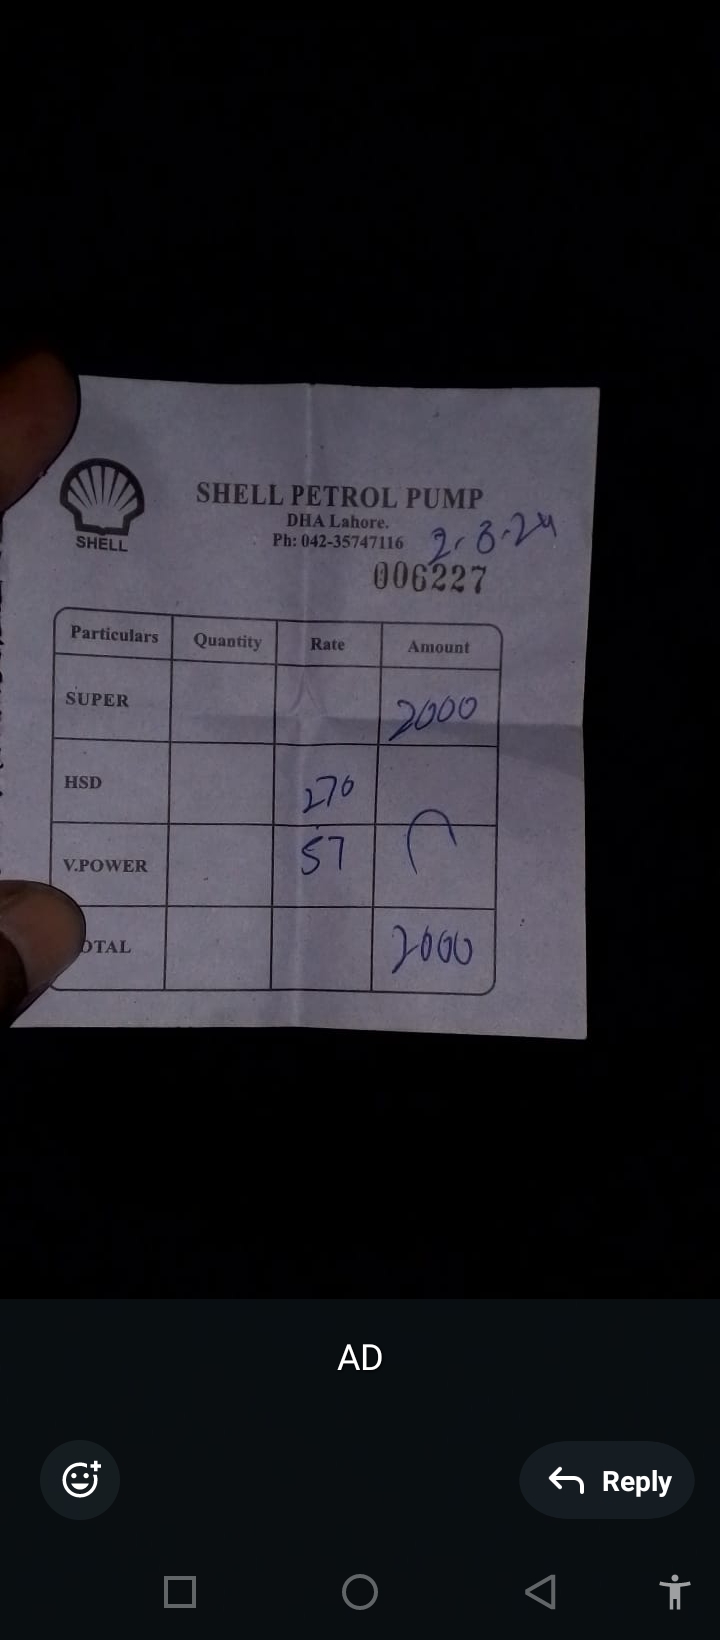 SHELL
SHELL PETROL PUMP
DHA Lahore.
Ph: 042-35747116
2.8.24
006227
Particulars Quantity Rate Amount
SUPER 2000
HSD 270
V.POWER 57
OTAL 2000
AD
Reply